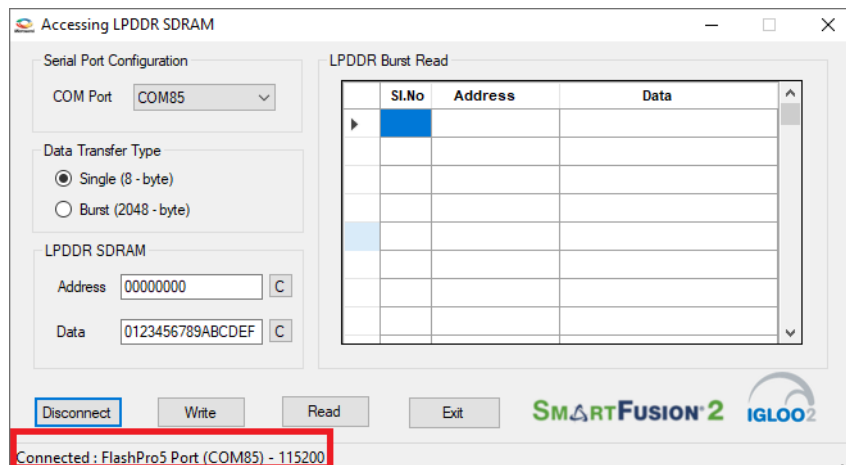 Accessing LPDDR SDRAM
Serial Port Configuration
COM Port COM85
Data Transfer Type
Single (8 - byte)
Burst (2048 - byte)
LPDDR SDRAM
Address 00000000 C
Data 0123456789ABCDEF C
LPDDR Burst Read
Sl.No Address Data
Disconnect Write Read Exit
SMARTFUSION®2 IGLOO2
Connected : FlashPro5 Port (COM85) - 115200